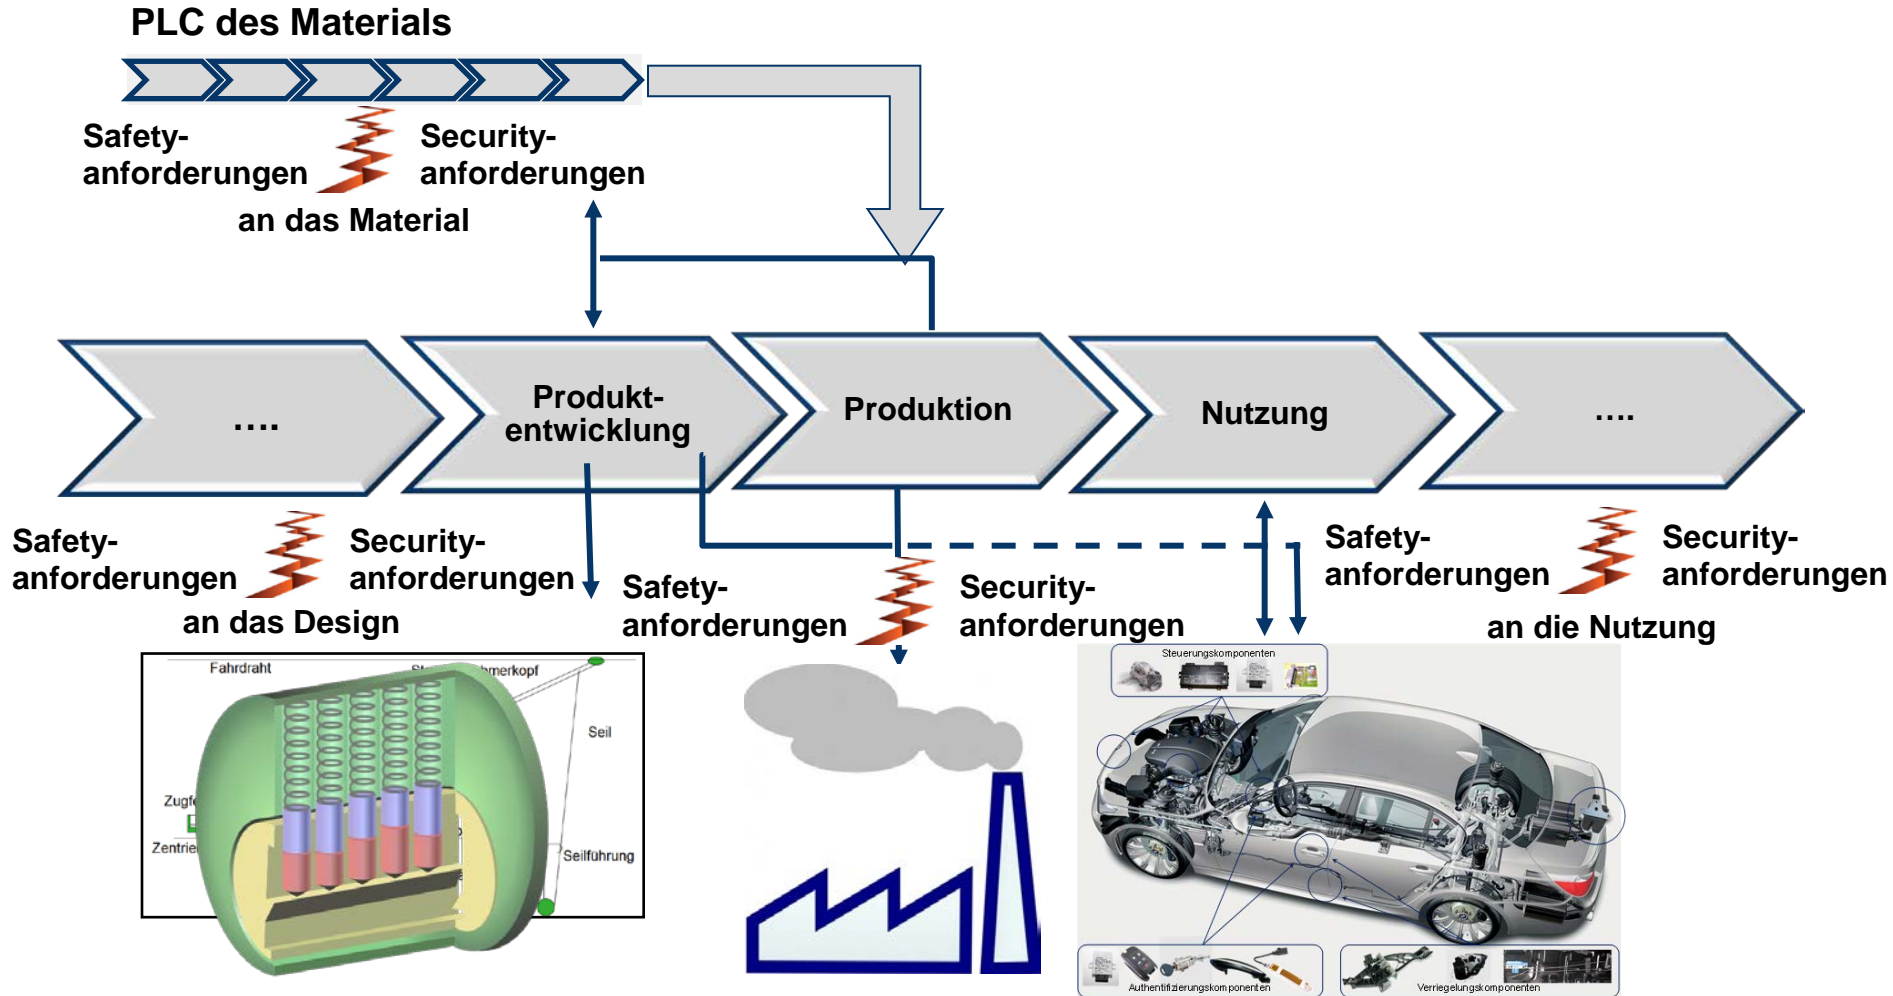 PLC des Materials
Safety-
anforderungen
Security-
anforderungen
an das Material
....
Produkt-
entwicklung
Produktion
Nutzung
....
Safety-
anforderungen
Security-
anforderungen
an das Design
Safety-
anforderungen
Security-
anforderungen
Safety-
anforderungen
Security-
anforderungen
an die Nutzung
Fahrdraht
Seil
Seilführung
Steuerungskomponenten
Authentifizierungskomponenten
Verriegelungskomponenten